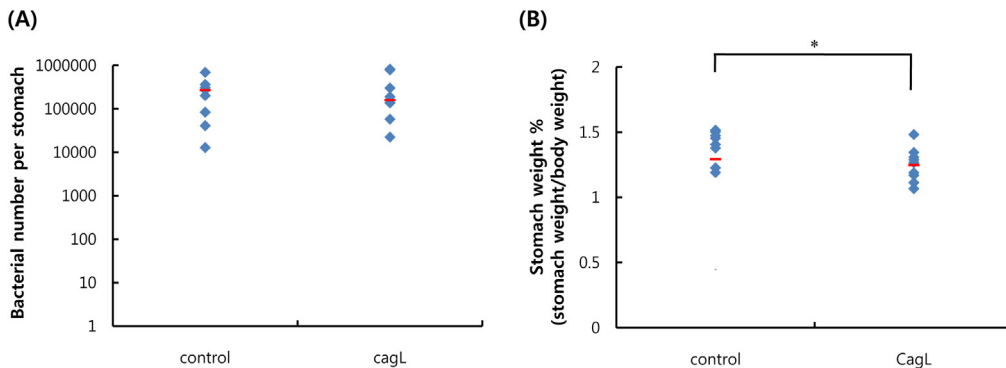 (A)
Bacterial number per stomach
1000000
100000
10000
1000
100
10
1
control
cagL
(B)
*
Stomach weight %
(stomach weight/body weight)
2
1.5
1
0.5
0
control
CagL